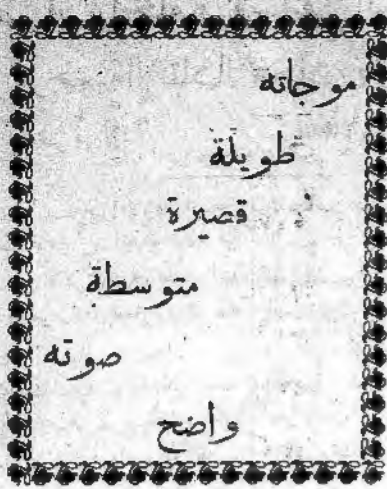 موجاته
طويلة
قصيرة
متوسطة
صوته
واضح